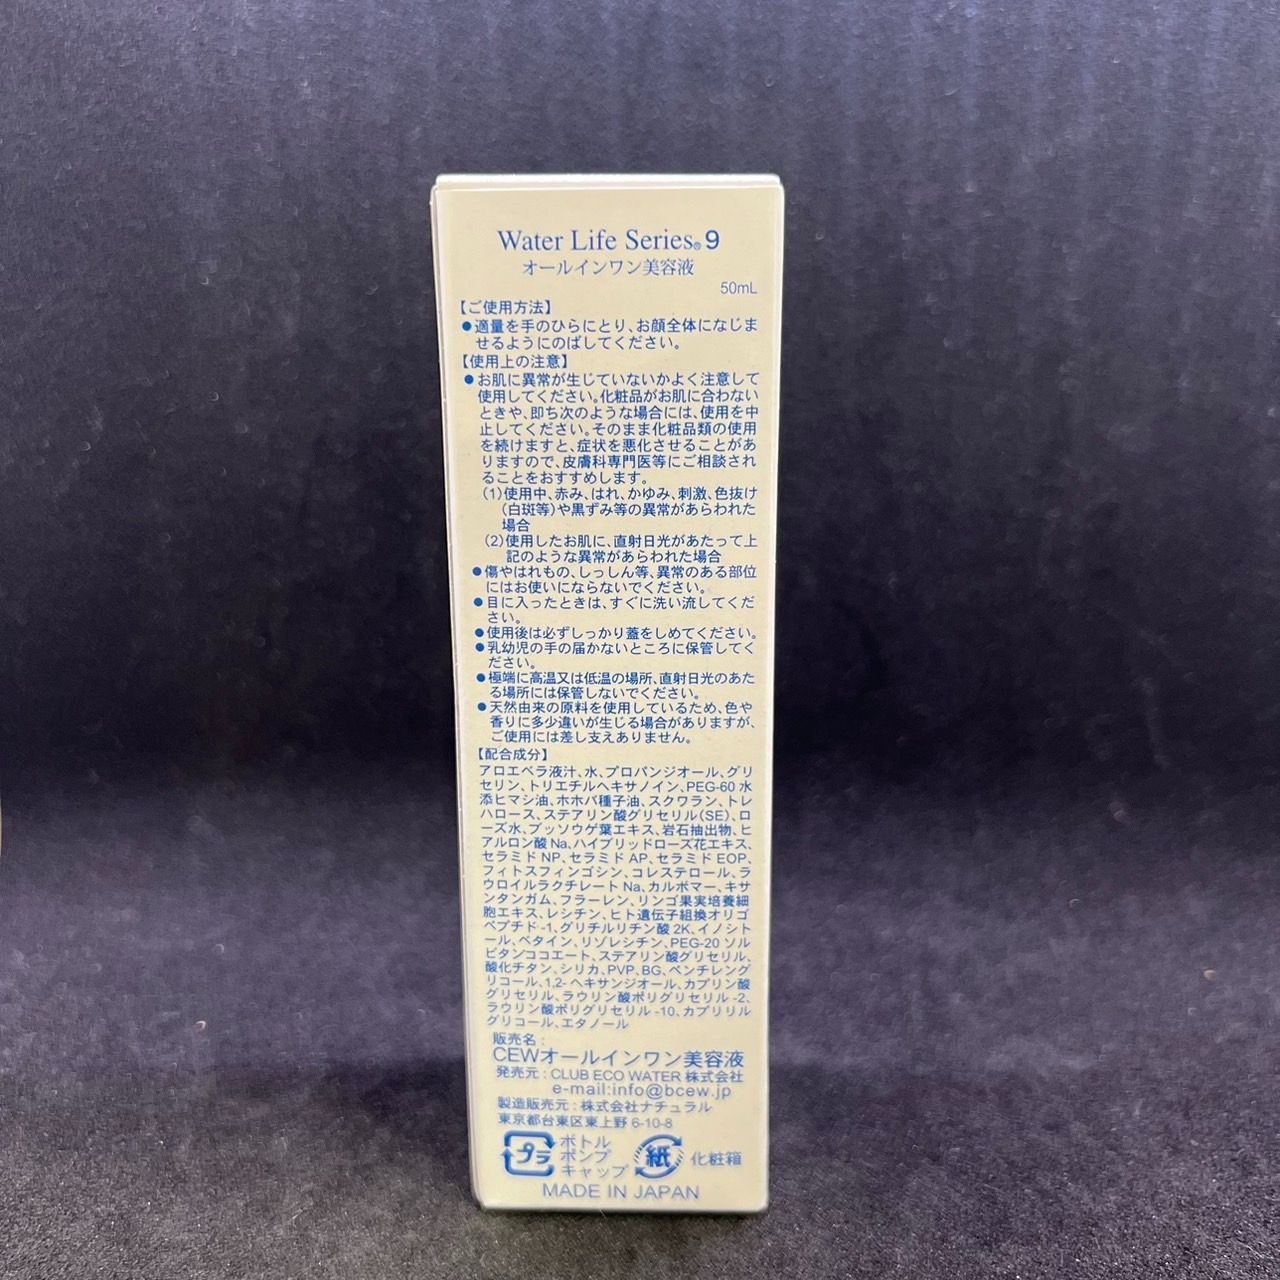 Water Life Series®9
オールインワン美容液
50mL
【ご使用方法】
●適量を手のひらにとり、お顔全体になじま
せるようにのばしてください。
【使用上の注意】
●お肌に異常が生じていないかよく注意して
使用してください。化粧品がお肌に合わない
ときや、即ち次のような場合には、使用を中
止してください。そのまま化粧品類の使用
を続けますと、症状を悪化させることがあ
りますので、皮膚科専門医等にご相談され
ることをおすすめします。
(1)使用中、赤み、はれ、かゆみ、刺激、色抜け
(白斑等)や黒ずみ等の異常があらわれた
場合
(2)使用したお肌に、直射日光があたって上
記のような異常があらわれた場合
●傷やはれもの、しっしん等、異常のある部位
にはお使いにならないでください。
●目に入ったときは、すぐに洗い流してくだ
さい。
●使用後は必ずしっかり蓋をしめてください。
●乳幼児の手の届かないところに保管してく
ださい。
●極端に高温又は低温の場所、直射日光のあた
る場所には保管しないでください。
●天然由来の原料を使用しているため、色や
香りに多少違いが生じる場合がありますが、
ご使用には差し支えありません。
【配合成分】
アロエベラ液汁、水、プロパンジオール、グリ
セリン、トリエチルヘキサノイン、PEG-60水
添ヒマシ油、ホホバ種子油、スクワラン、トレ
ハロース、ステアリン酸グリセリル(SE)、ロ
ーズ水、ブッソウゲ葉エキス、岩石抽出物、ヒ
アルロン酸Na、ハイブリッドローズ花エキス、
セラミドNP、セラミドAP、セラミドEOP、
フィトスフィンゴシン、コレステロール、ラ
ウロイルラクチレートNa、カルボマー、キサ
ンタンガム、フラーレン、リンゴ果実培養細
胞エキス、レシチン、ヒト遺伝子組換オリゴ
ペプチド-1、グリチルリチン酸2K、イノシト
ール、ベタイン、リゾレシチン、PEG-20ソル
ビタンココエート、ステアリン酸グリセリル、
酸化チタン、シリカ、PVP、BG、ペンチレング
リコール、1,2-ヘキサンジオール、カプリン酸
グリセリル、ラウリン酸ポリグリセリル-2、
ラウリン酸ポリグリセリル-10、カプリリル
グリコール、エタノール
販売名：
CEWオールインワン美容液
発売元：CLUB ECO WATER株式会社
e-mail:info@bcew.jp
製造販売元：株式会社ナチュラル
東京都台東区東上野6-10-8
プラ ボトル
ポンプ
キャップ
紙 化粧箱
MADE IN JAPAN